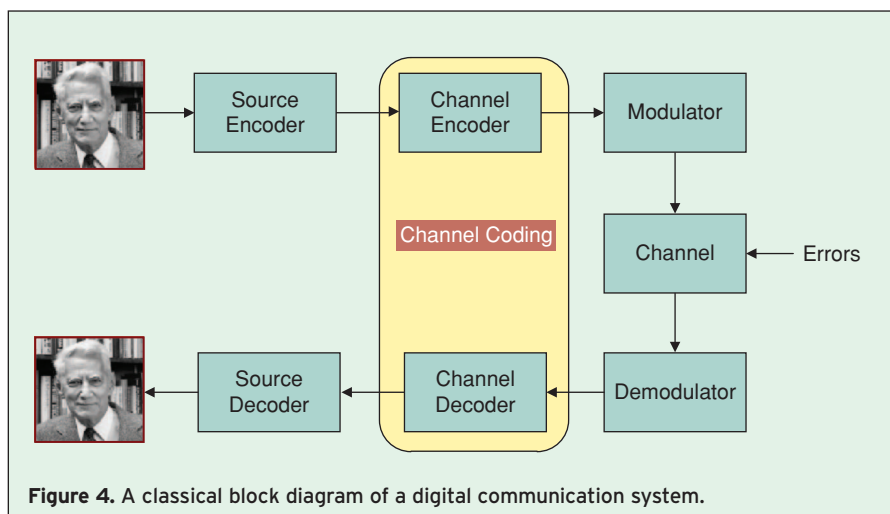 Source
Encoder
Channel
Encoder
Modulator
Channel Coding
Channel
Errors
Source
Decoder
Channel
Decoder
Demodulator
Figure 4. A classical block diagram of a digital communication system.